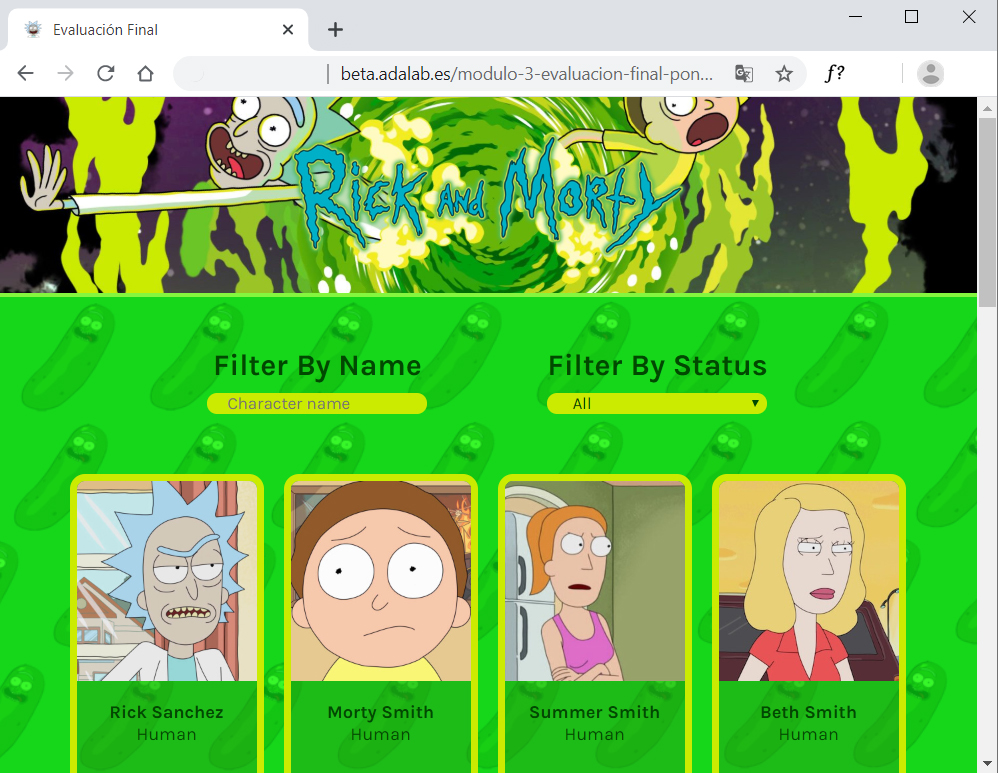 Evaluación Final
beta.adalab.es/modulo-3-evaluacion-final-pon...
f?
RICK AND MORTY
Filter By Name
Filter By Status
Character name
All
Rick Sanchez
Morty Smith
Summer Smith
Beth Smith
Human
Human
Human
Human